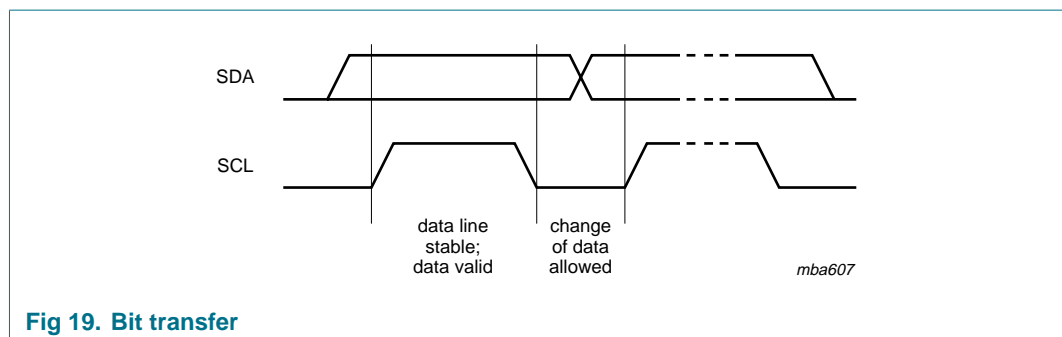 SDA
SCL
data line
stable;
data valid
change
of data
allowed
mba607
Fig 19. Bit transfer